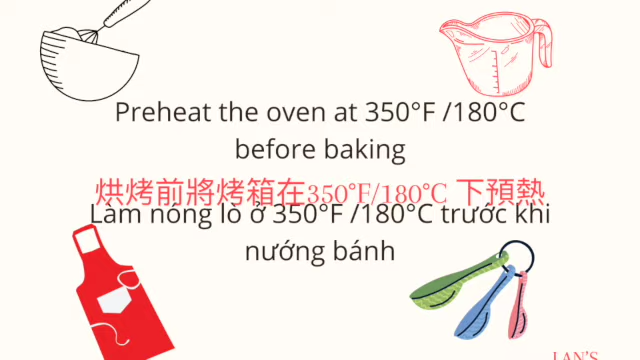 Preheat the oven at 350°F /180°C
before baking
烘烤前將烤箱在350°F/180°C 下預熱
Làm nóng lò ở 350°F /180°C trước khi
nướng bánh
LAN'S